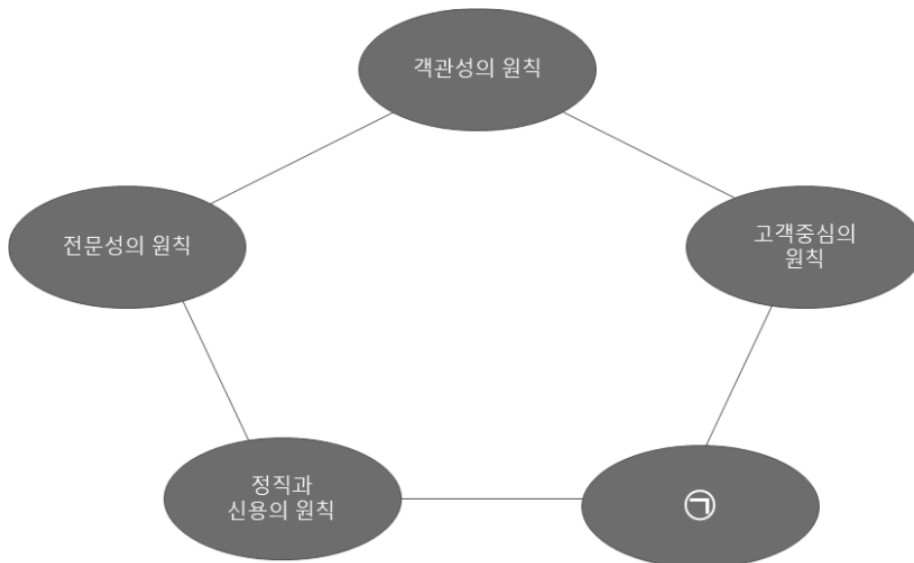 객관성의 원칙
전문성의 원칙
고객중심의
원칙
정직과
신용의 원칙
㉠